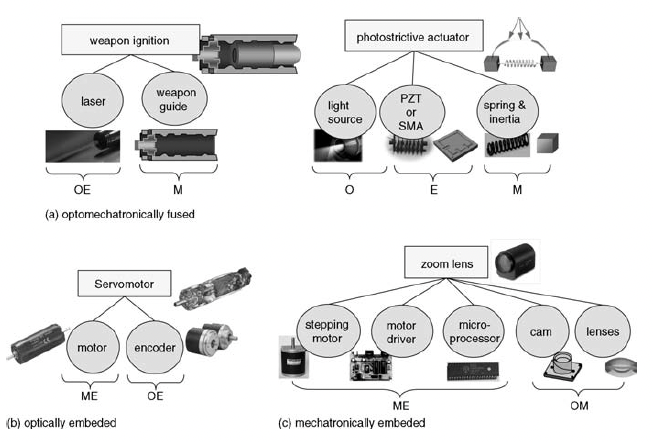 weapon ignition
laser
weapon
guide
OE
M
(a) optomechatronically fused
photostrictive actuator
light
source
PZT
or
SMA
spring &
inertia
O
E
M
Servomotor
motor
encoder
ME
OE
(b) optically embeded
zoom lens
stepping
motor
motor
driver
micro-
processor
cam
lenses
ME
OM
(c) mechatronically embeded